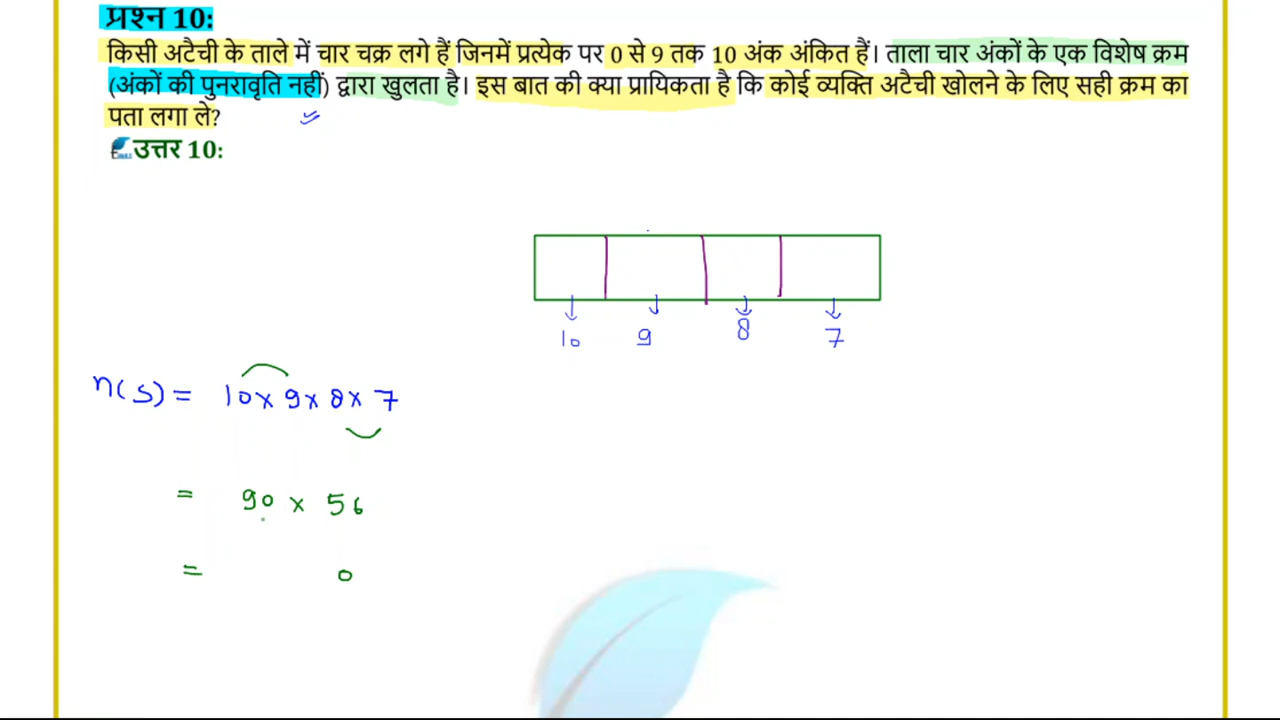 प्रश्न 10:
किसी अटैची के ताले में चार चक्र लगे हैं जिनमें प्रत्येक पर 0 से 9 तक 10 अंक अंकित हैं। ताला चार अंकों के एक विशेष क्रम
(अंकों की पुनरावृति नहीं) द्वारा खुलता है। इस बात की क्या प्रायिकता है कि कोई व्यक्ति अटैची खोलने के लिए सही क्रम का
पता लगा ले?
उत्तर 10:
10 9 8 7
n(S) = 10 x 9 x 8 x 7
= 90 x 56
= 0